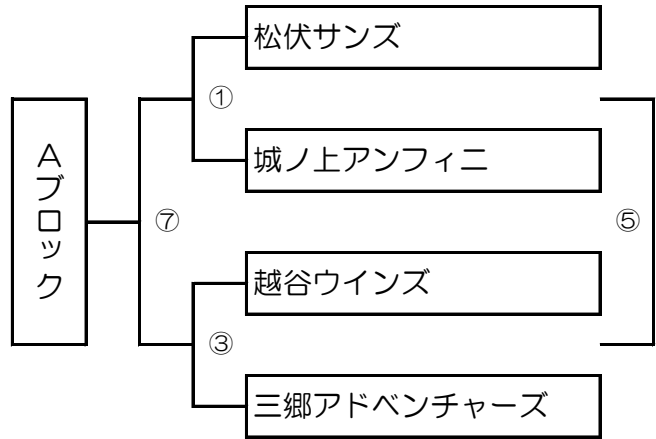 松伏サンズ
①
城ノ上アンフィニ
Aブロック
⑦
⑤
越谷ウインズ
③
三郷アドベンチャーズ